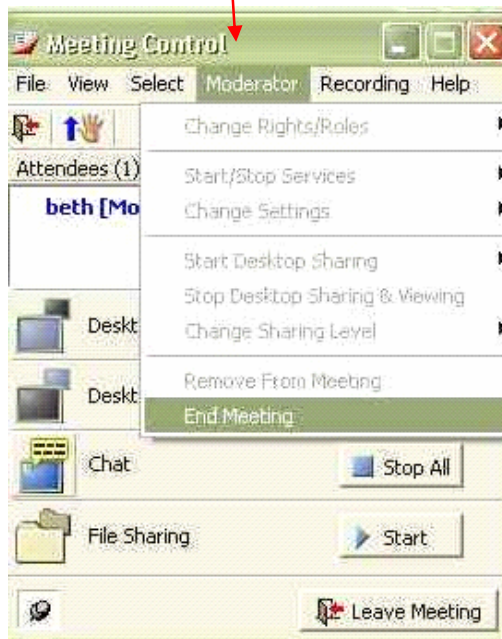 Meeting Control
File View Select Moderator Recording Help
Change Rights/Roles
Attendees (1)
Start/Stop Services
beth [Mo
Change Settings
Start Desktop Sharing
Stop Desktop Sharing & Viewing
Deskt
Change Sharing Level
Remove From Meeting
Deskt
End Meeting
Chat Stop All
File Sharing Start
Leave Meeting